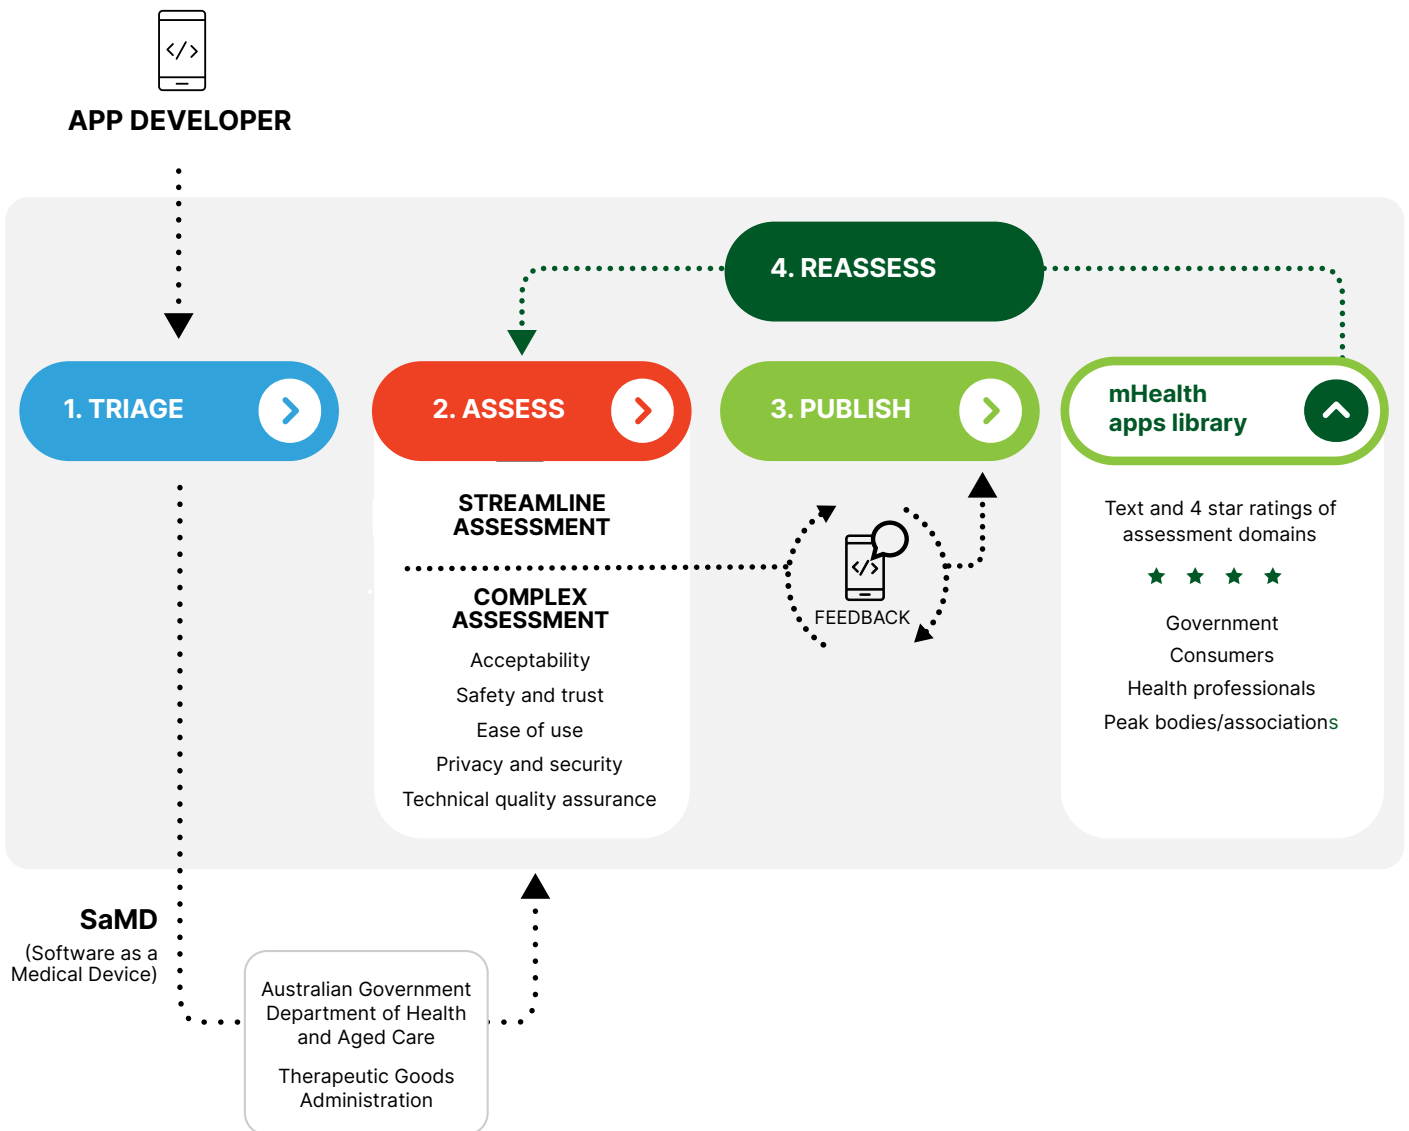 </>
APP DEVELOPER
4. REASSESS
1. TRIAGE
2. ASSESS
3. PUBLISH
mHealth
apps library
STREAMLINE
ASSESSMENT
COMPLEX
ASSESSMENT
Acceptability
Safety and trust
Ease of use
Privacy and security
Technical quality assurance
</>
FEEDBACK
Text and 4 star ratings of
assessment domains
Government
Consumers
Health professionals
Peak bodies/associations
SaMD
(Software as a
Medical Device)
Australian Government
Department of Health
and Aged Care
Therapeutic Goods
Administration